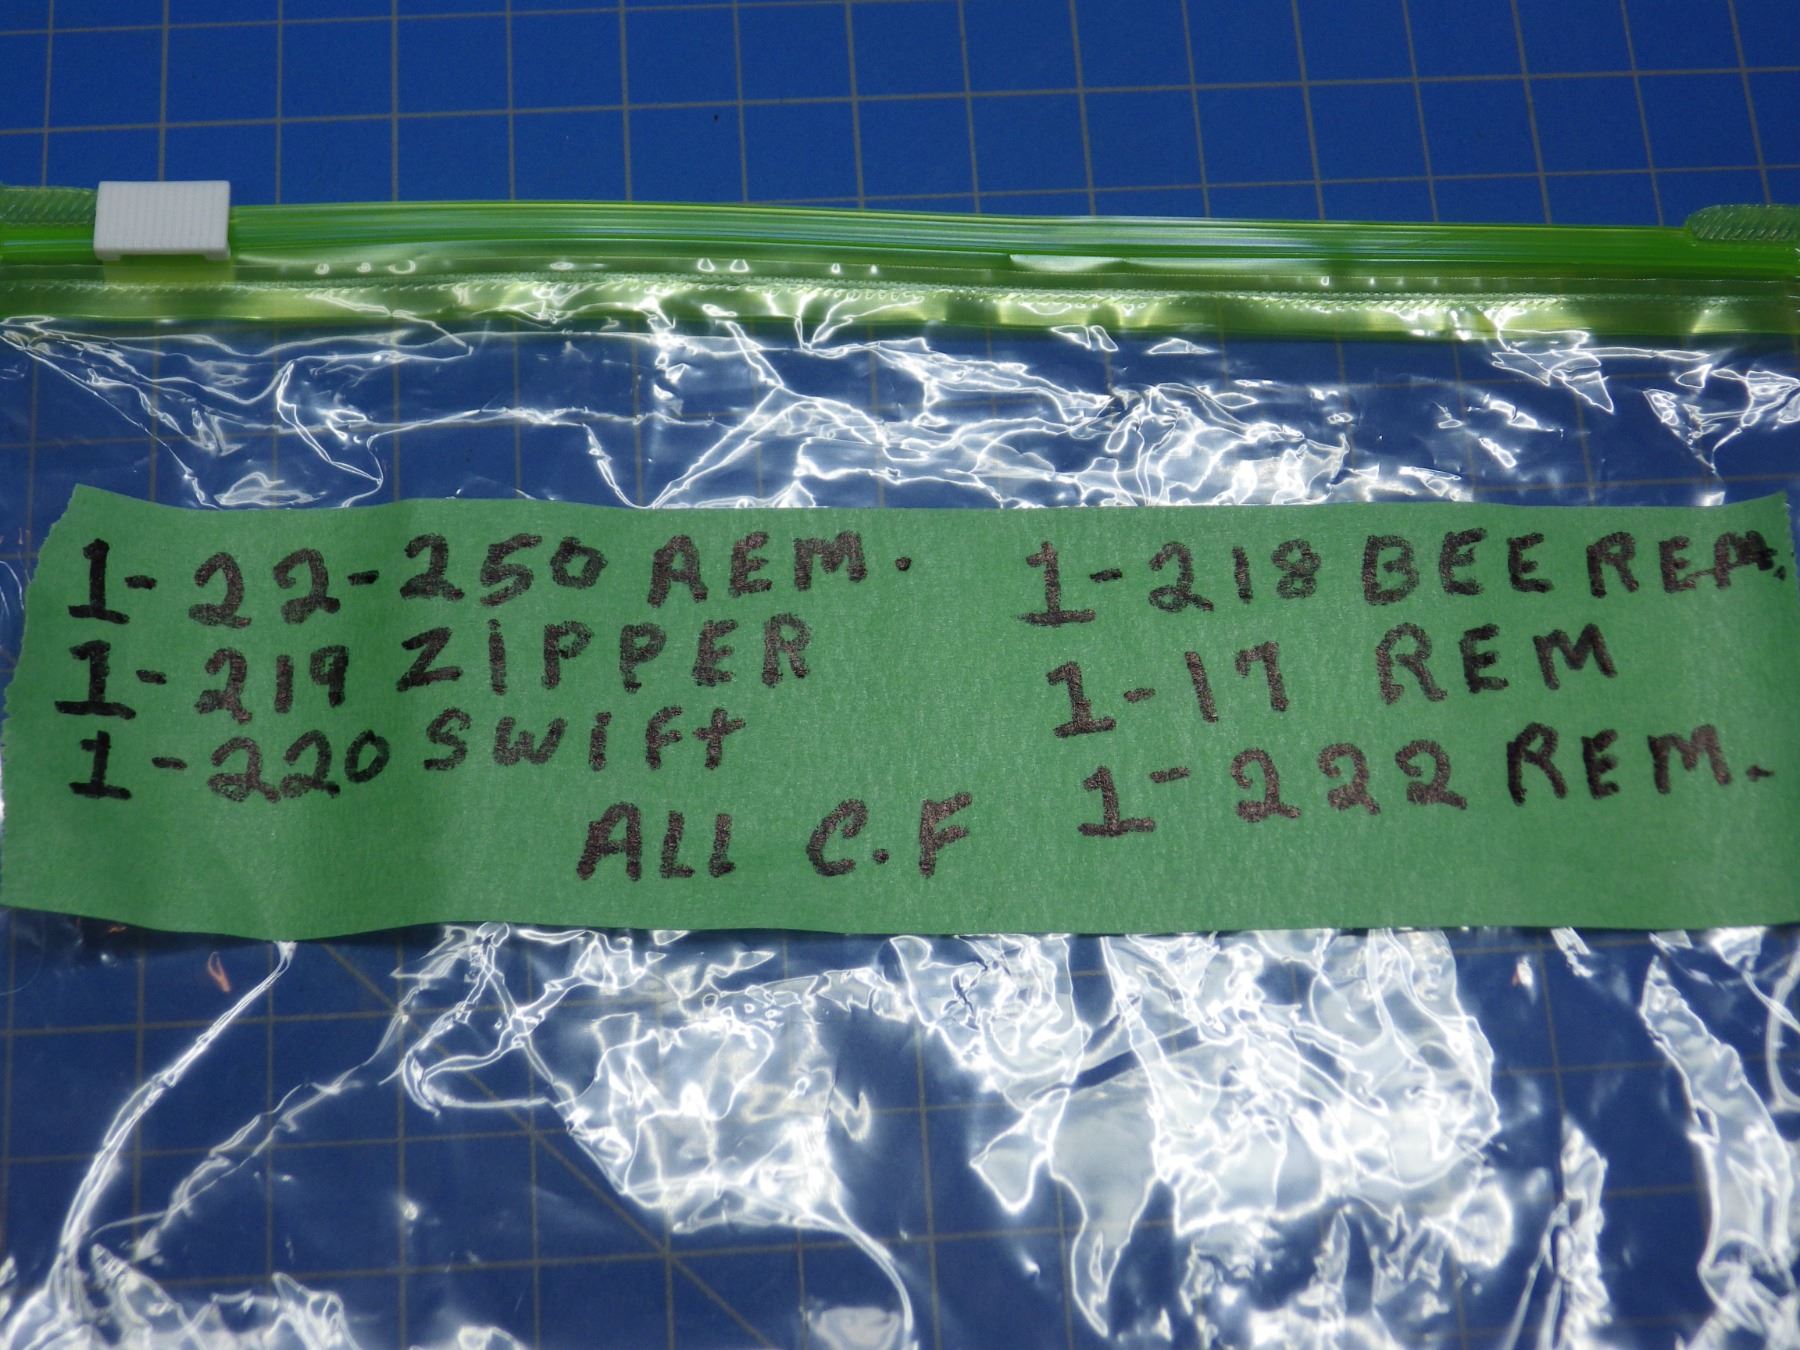 1-22-250 REM.
1-219 ZiPPER
1-220 SWiFt
1-218 BEE REM.
1-17 REM
1-222 REM.
ALL C.F